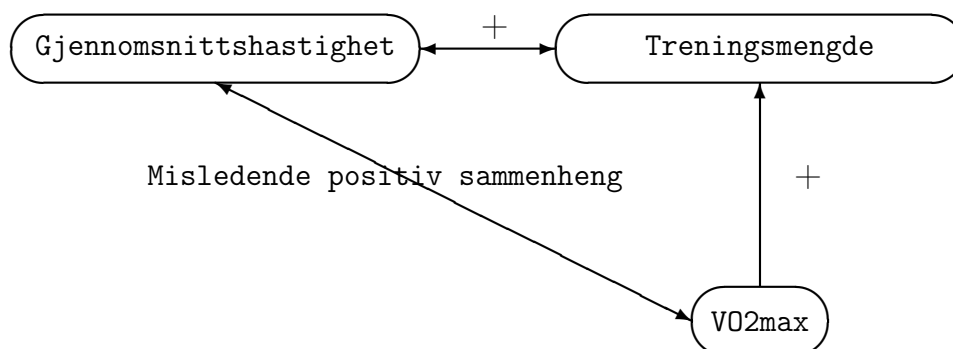 +
Gjennomsnittshastighet
Treningsmengde
Misledende positiv sammenheng
+
VO2max